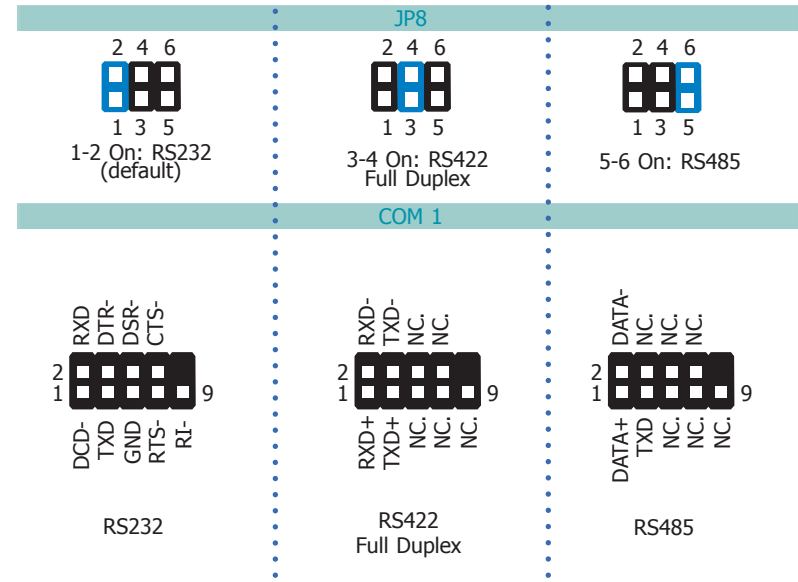 JP8
2 4 6
1 3 5
1-2 On: RS232
(default)
2 4 6
1 3 5
3-4 On: RS422
Full Duplex
2 4 6
1 3 5
5-6 On: RS485
COM 1
RXD
DTR-
DSR-
CTS-
2
1
9
DCD-
TXD
GND
RTS-
RI-
RS232
RXD-
TXD-
NC.
NC.
2
1
9
RXD+
TXD+
NC.
NC.
NC.
RS422
Full Duplex
DATA-
NC.
NC.
NC.
2
1
9
DATA+
TXD
NC.
NC.
NC.
RS485